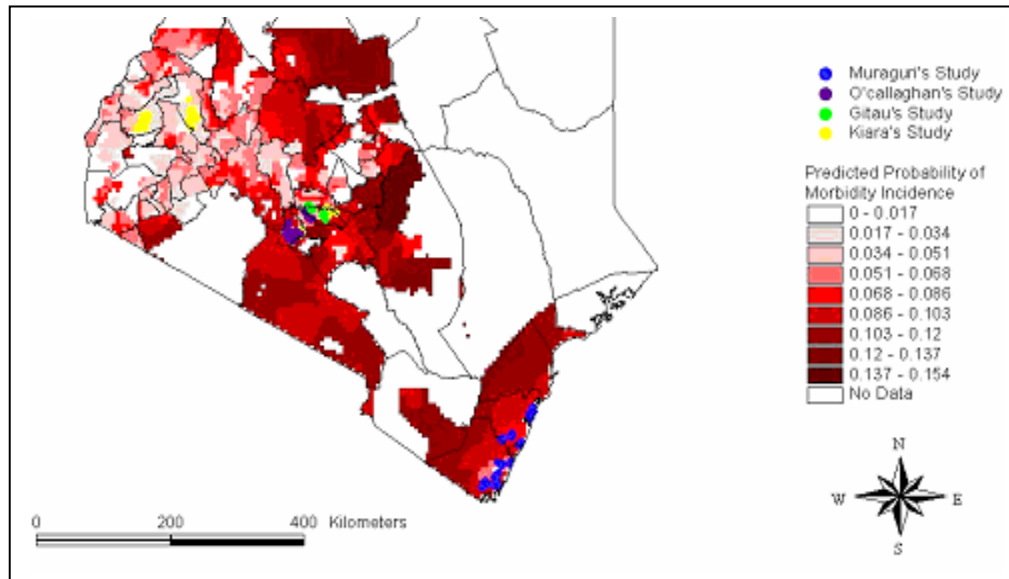 Muraguri's Study
O'callaghan's Study
Gitau's Study
Kiara's Study
Predicted Probability of
Morbidity Incidence
0 - 0.017
0.017 - 0.034
0.034 - 0.051
0.051 - 0.068
0.068 - 0.086
0.086 - 0.103
0.103 - 0.12
0.12 - 0.137
0.137 - 0.154
No Data
N
W E
S
0 200 400 Kilometers